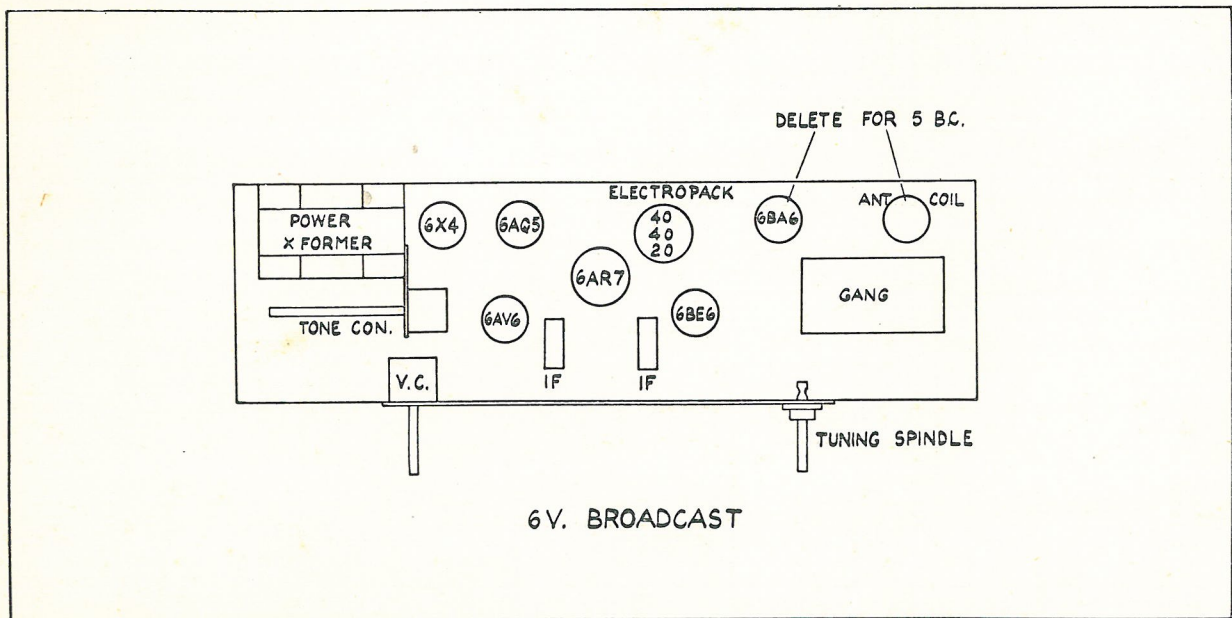 DELETE FOR 5 B.C.
ELECTROPACK
40
40
20
6BA6
ANT COIL
POWER
X FORMER
6X4
6AQ5
6AR7
GANG
TONE CON.
6AV6
6BE6
V.C.
IF
IF
TUNING SPINDLE
6V. BROADCAST